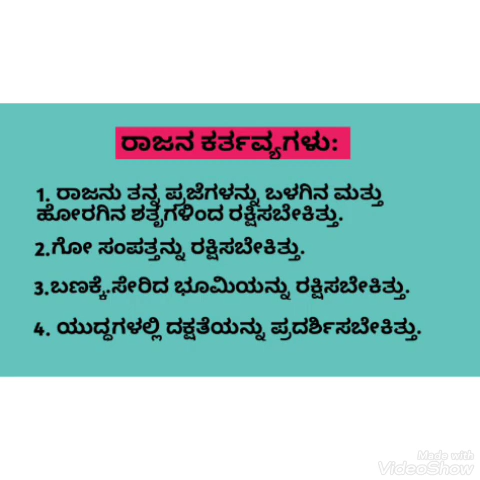 ರಾಜನ ಕರ್ತವ್ಯಗಳು:
1. ರಾಜನು ತನ್ನ ಪ್ರಜೆಗಳನ್ನು ಒಳಗಿನ ಮತ್ತು
ಹೋರಗಿನ ಶತೃಗಳಿಂದ ರಕ್ಷಿಸಬೇಕಿತ್ತು.
2.ಗೋ ಸಂಪತ್ತನ್ನು ರಕ್ಷಿಸಬೇಕಿತ್ತು.
3.ಬಣಕ್ಕೆ.ಸೇರಿದ ಭೂಮಿಯನ್ನು ರಕ್ಷಿಸಬೇಕಿತ್ತು.
4. ಯುದ್ಧಗಳಲ್ಲಿ ದಕ್ಷತೆಯನ್ನು ಪ್ರದರ್ಶಿಸಬೇಕಿತ್ತು.
Made with
VideoShow